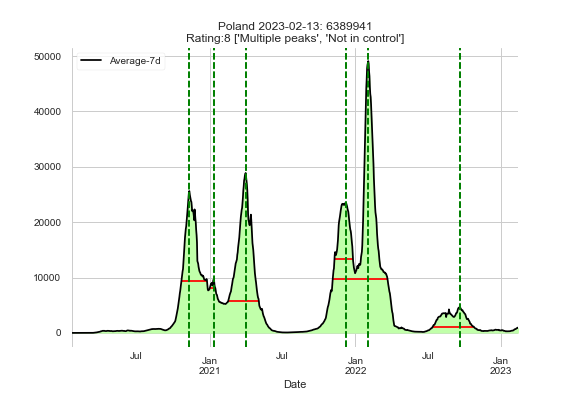 Poland 2023-02-13: 6389941
Rating:8 ['Multiple peaks', 'Not in control']
Average-7d
50000
40000
30000
20000
10000
0
Jul
Jan
2021
Jul
Jan
2022
Jul
Jan
2023
Date